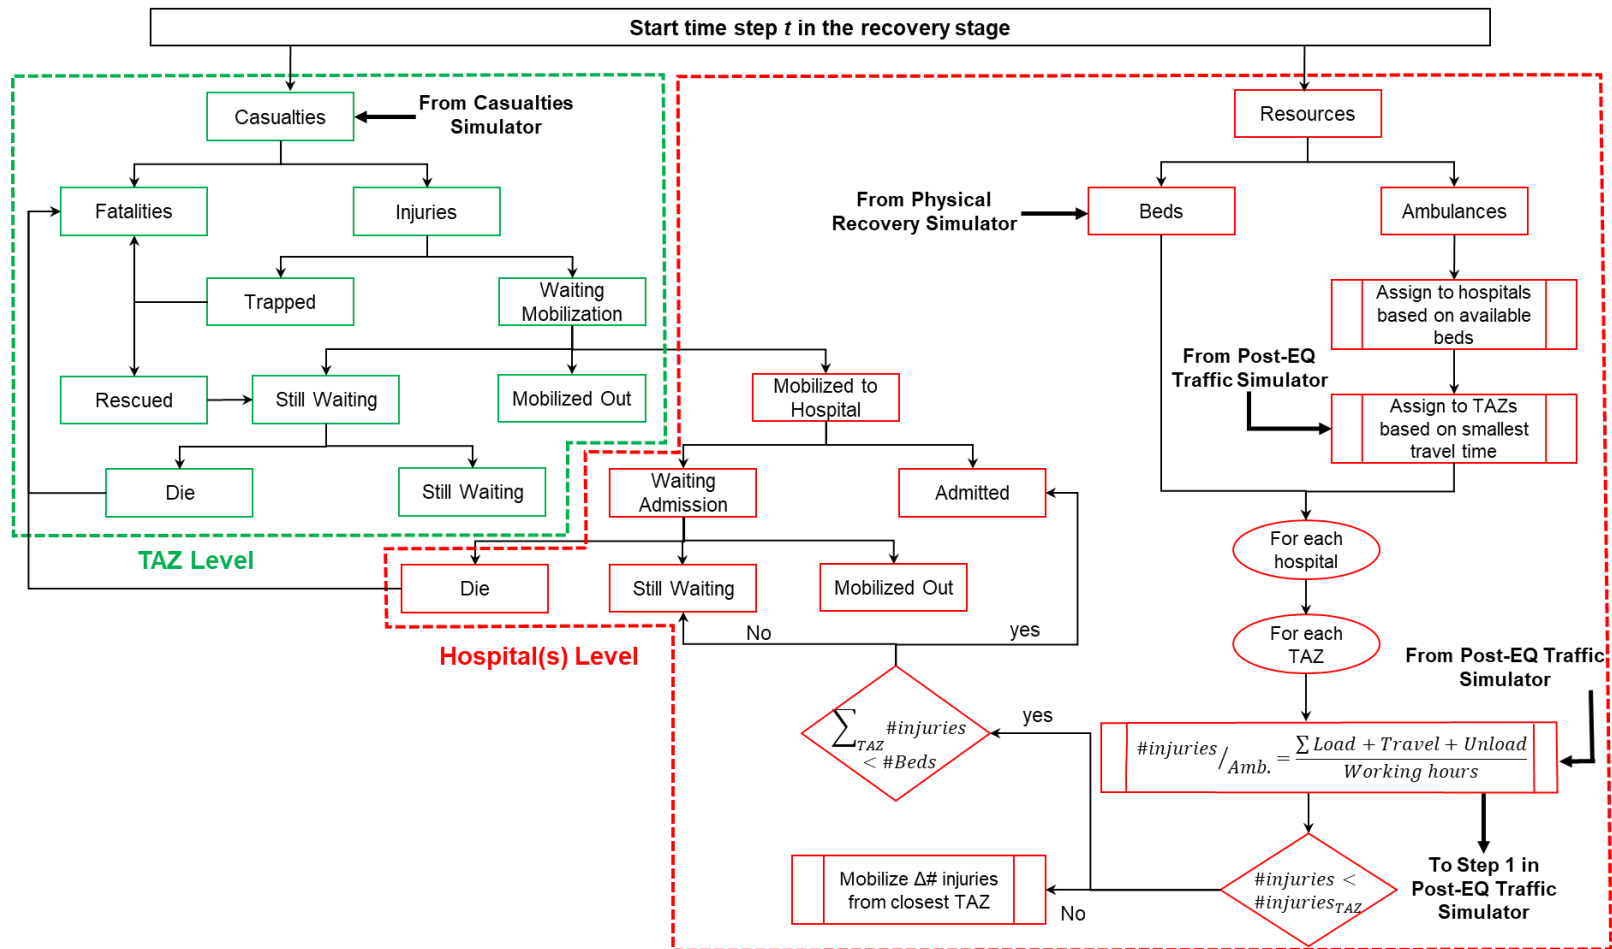 Start time step t in the recovery stage
From Casualties
Simulator
Casualties
Resources
Fatalities
Injuries
From Physical
Recovery Simulator
Beds
Ambulances
Trapped
Waiting
Mobilization
Assign to hospitals
based on available
beds
From Post-EQ
Traffic Simulator
Rescued
Still Waiting
Mobilized Out
Mobilized to
Hospital
Assign to TAZs
based on smallest
travel time
Die
Still Waiting
Waiting
Admission
Admitted
TAZ Level
For each
hospital
Die
Still Waiting
Mobilized Out
No
yes
For each
TAZ
Hospital(s) Level
From Post-EQ Traffic
Simulator
∑TAZ #injuries
< #Beds
yes
#injuries/Amb. = ∑ Load + Travel + Unload
Working hours
Mobilize Δ# injuries
from closest TAZ
No
#injuries <
#injuriesTAZ
To Step 1 in
Post-EQ Traffic
Simulator